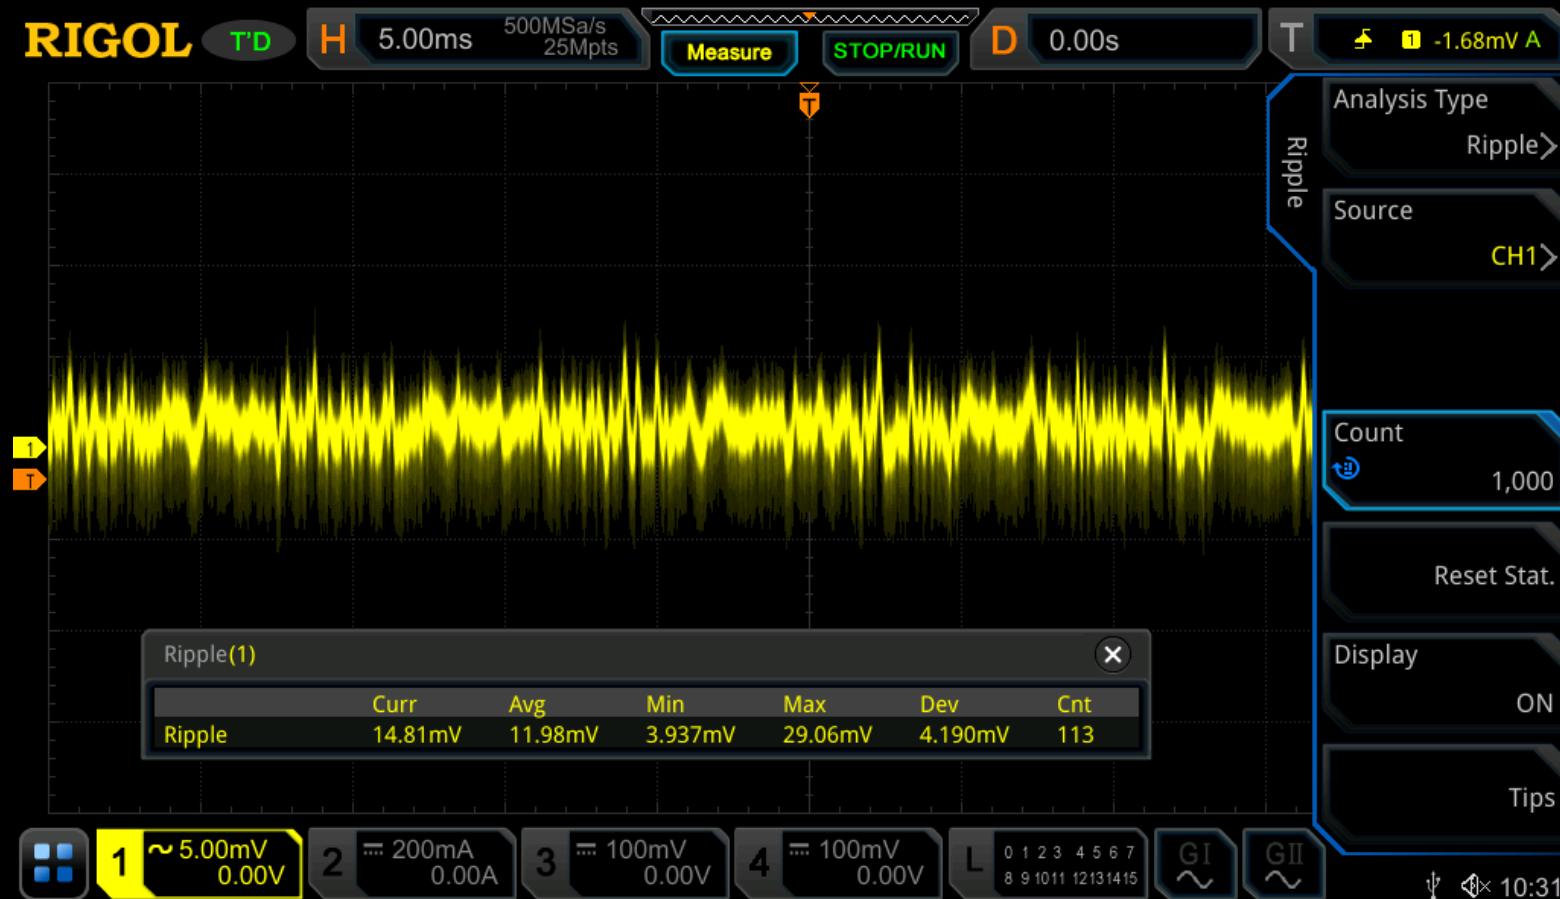 RIGOL T'D H 5.00ms 500MSa/s 25Mpts Measure STOP/RUN D 0.00s T 1 -1.68mV A
T
1
T
Ripple
Analysis Type
Ripple
Source
CH1
Count
1,000
Reset Stat.
Display
ON
Tips
Ripple(1)
Curr Avg Min Max Dev Cnt
Ripple 14.81mV 11.98mV 3.937mV 29.06mV 4.190mV 113
1 5.00mV 0.00V
2 200mA 0.00A
3 100mV 0.00V
4 100mV 0.00V
L 0 1 2 3 4 5 6 7
8 9 10 11 12 13 14 15
GI
GII
10:31